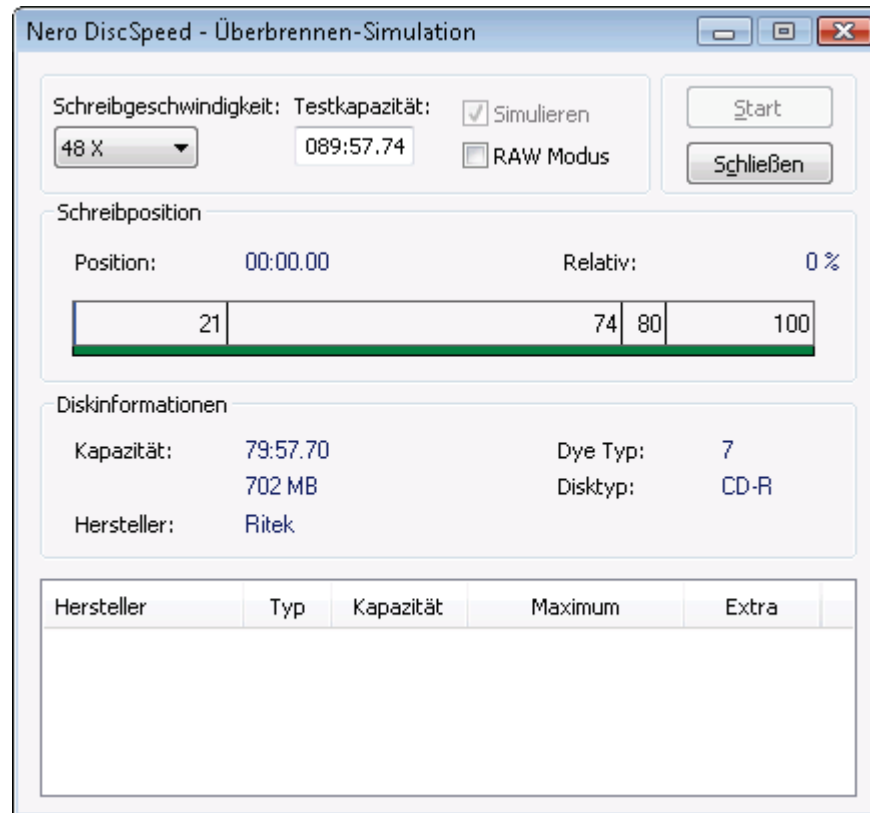 Nero DiscSpeed - Überbrennen-Simulation
Schreibgeschwindigkeit: Testkapazität:
48 X 089:57.74
Simulieren
RAW Modus
Start
Schließen
Schreibposition
Position: 00:00.00 Relativ: 0 %
21 74 80 100
Diskinformationen
Kapazität: 79:57.70 Dye Typ: 7
702 MB Disktyp: CD-R
Hersteller: Ritek
Hersteller Typ Kapazität Maximum Extra